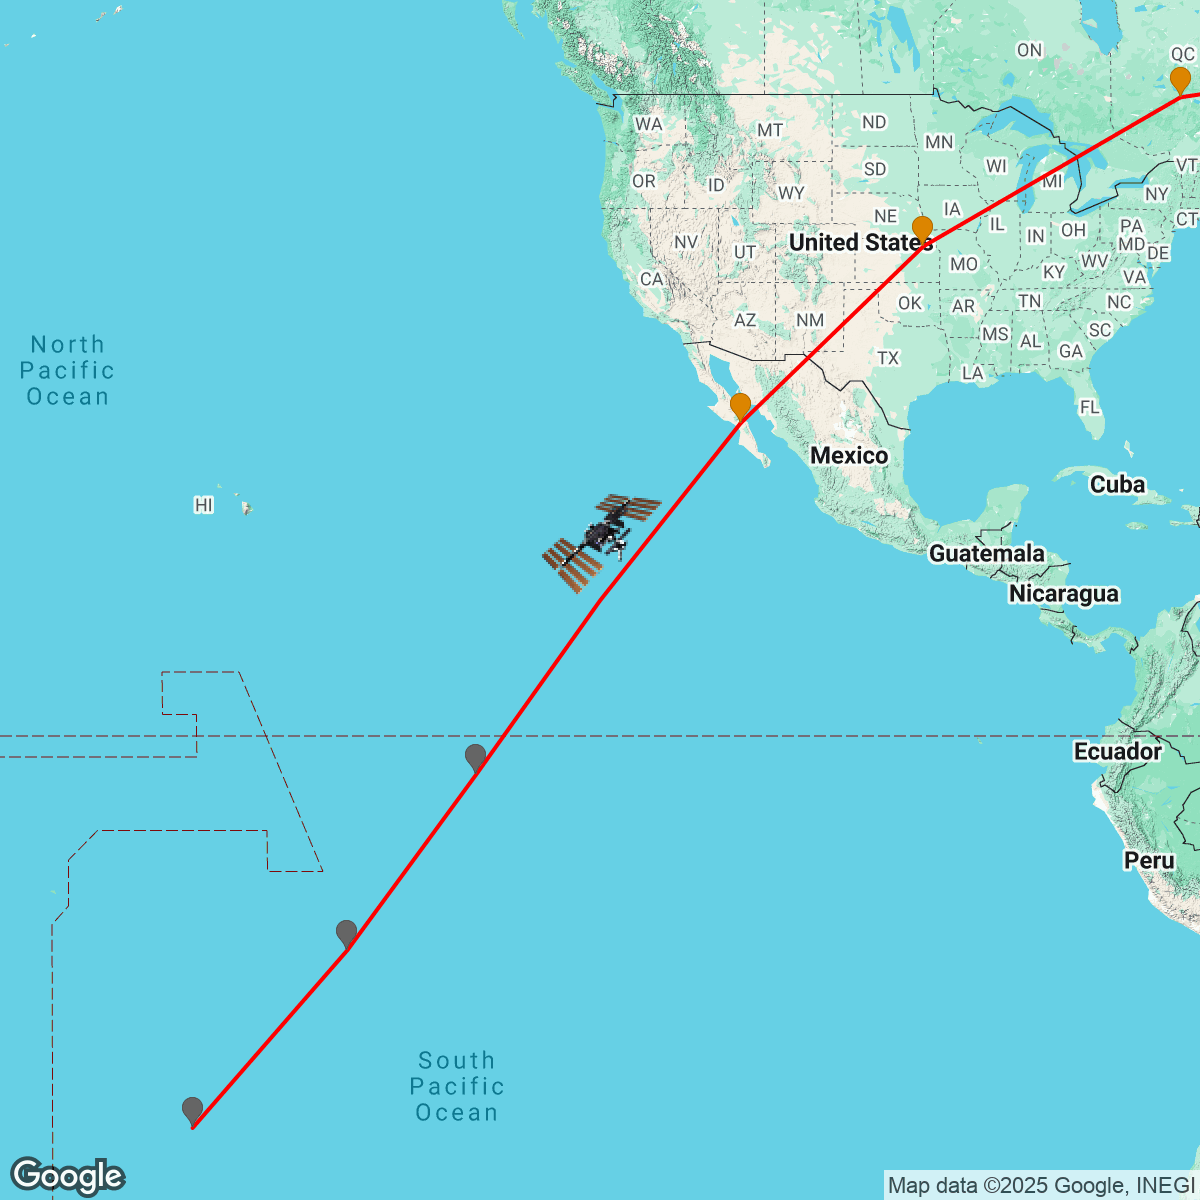 ON
QC
WA
MT
ND
MN
OR
ID
WY
SD
WI
MI
VT
NY
NE
IA
CT
NV
UT
United States
IL
IN
OH
PA
MD
DE
CA
MO
KY
WV
VA
AZ
NM
OK
AR
TN
NC
TX
MS
AL
GA
SC
LA
FL
North
Pacific
Ocean
HI
Mexico
Cuba
Guatemala
Nicaragua
Ecuador
Peru
South
Pacific
Ocean
Google
Map data ©2025 Google, INEGI